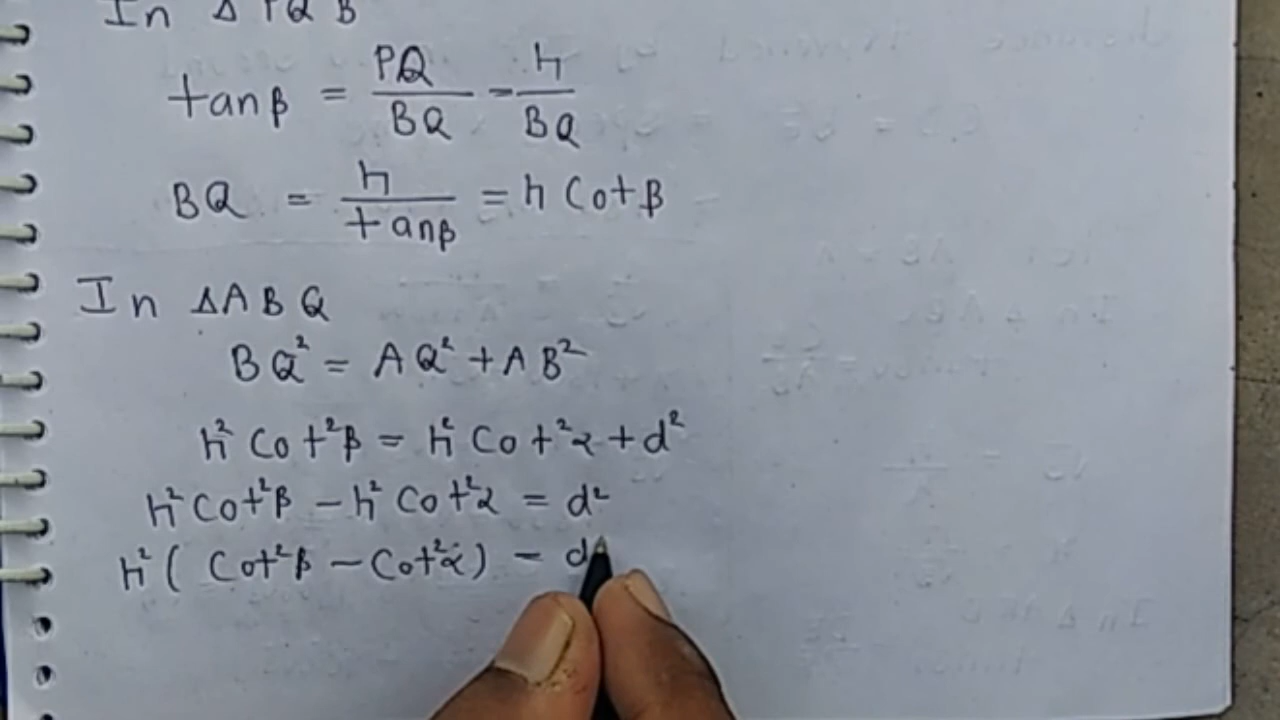 In Δ PQB
tanβ = PQ/BQ = h/BQ
BQ = h/tanβ = h Cotβ
In ΔABQ
BQ² = AQ² + AB²
h² Cot²β = h² Cot²α + d²
h² Cot²β - h² Cot²α = d²
h² ( Cot²β - Cot²α ) = d